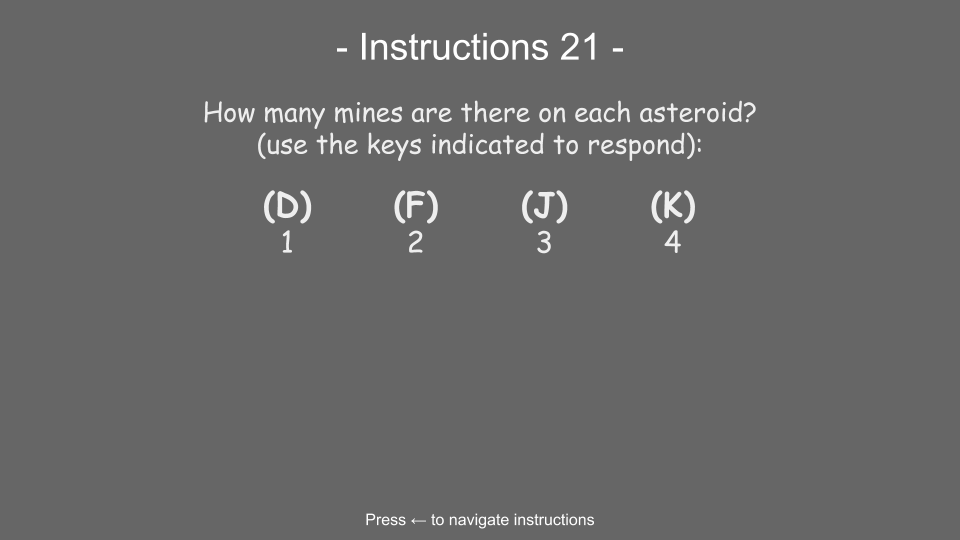 - Instructions 21 -
How many mines are there on each asteroid?
(use the keys indicated to respond):
(D) (F) (J) (K)
1 2 3 4
Press ← to navigate instructions